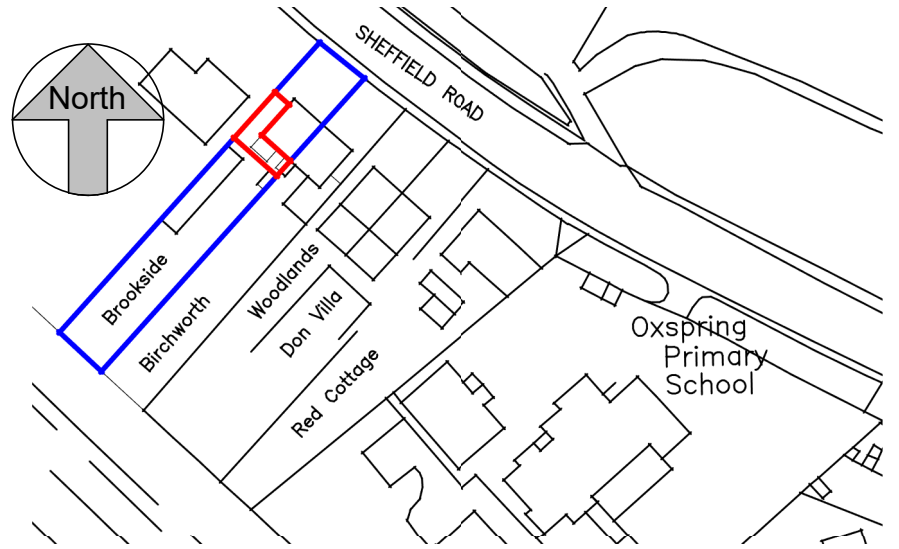 SHEFFIELD ROAD
North
Brookside
Birchworth
Woodlands
Don Villa
Red Cottage
Oxspring
Primary
School